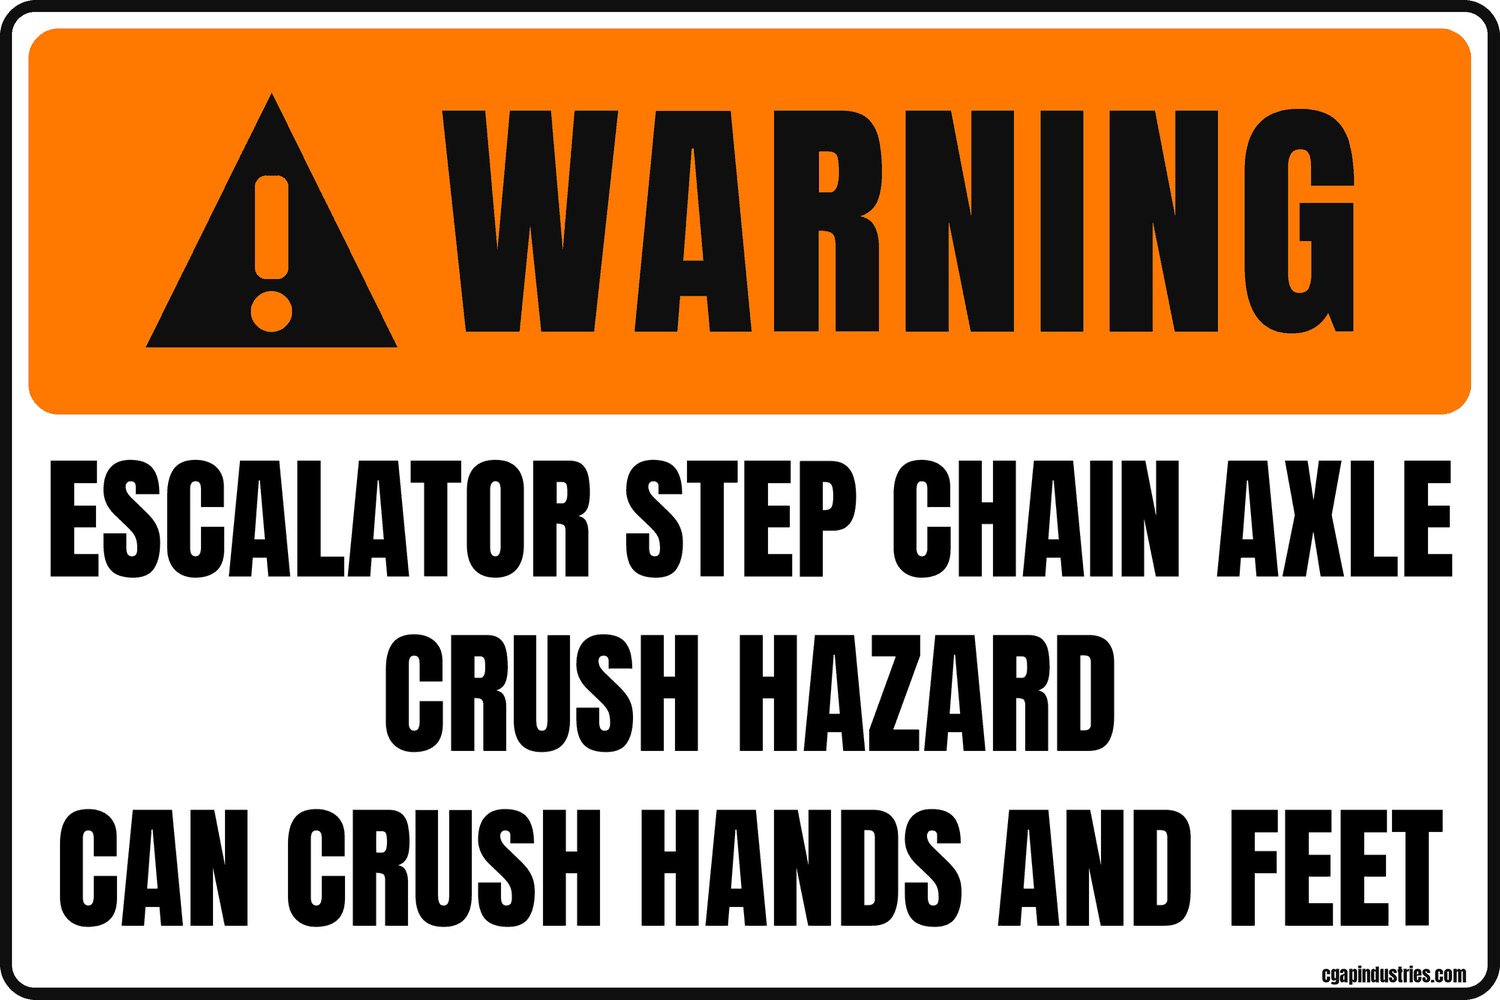 WARNING
ESCALATOR STEP CHAIN AXLE
CRUSH HAZARD
CAN CRUSH HANDS AND FEET
cgapindustries.com